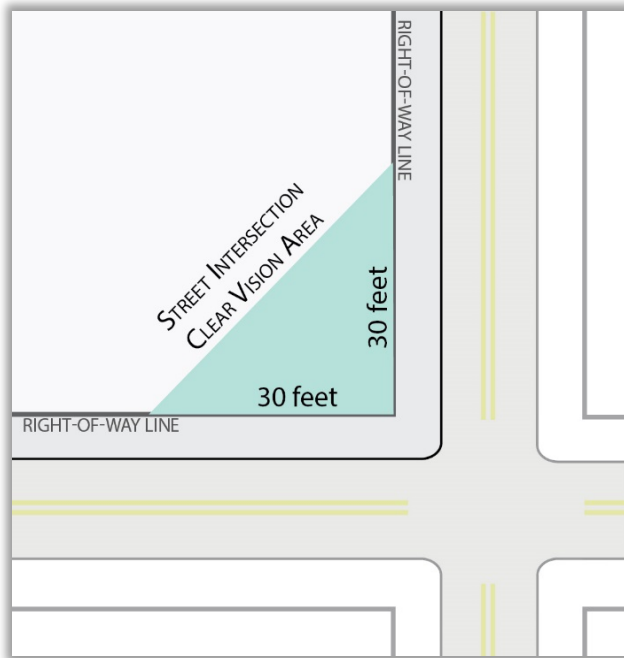 RIGHT-OF-WAY LINE
STREET INTERSECTION
CLEAR VISION AREA
30 feet
30 feet
RIGHT-OF-WAY LINE